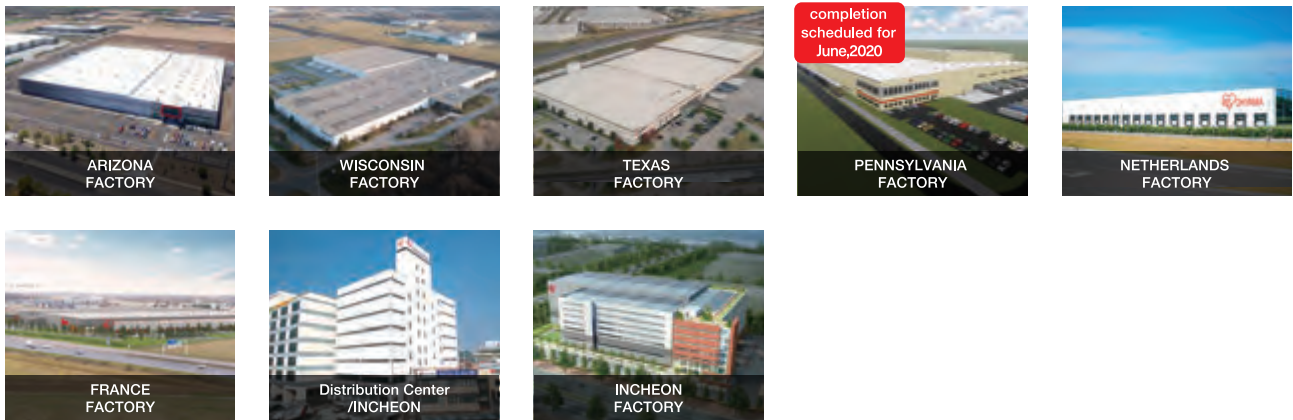 ARIZONA
FACTORY
WISCONSIN
FACTORY
TEXAS
FACTORY
completion
scheduled for
June,2020
PENNSYLVANIA
FACTORY
OHYAMA
NETHERLANDS
FACTORY
FRANCE
FACTORY
Distribution Center
/INCHEON
INCHEON
FACTORY